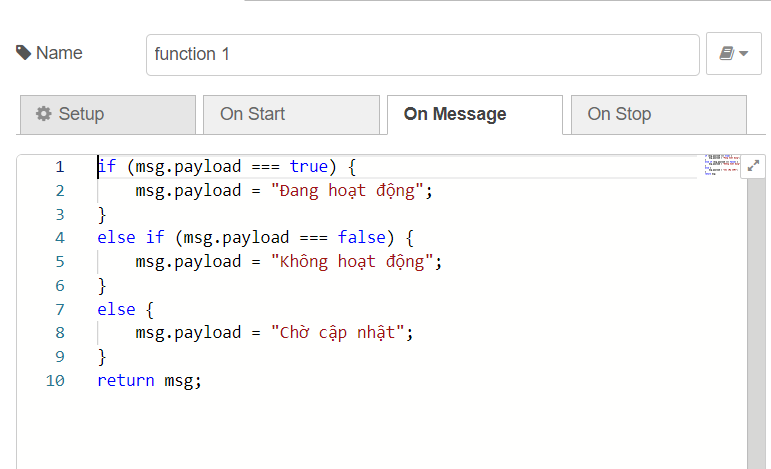 Name
function 1
Setup
On Start
On Message
On Stop
1 if (msg.payload === true) {
2     msg.payload = "Đang hoạt động";
3 }
4 else if (msg.payload === false) {
5     msg.payload = "Không hoạt động";
6 }
7 else {
8     msg.payload = "Chờ cập nhật";
9 }
10 return msg;